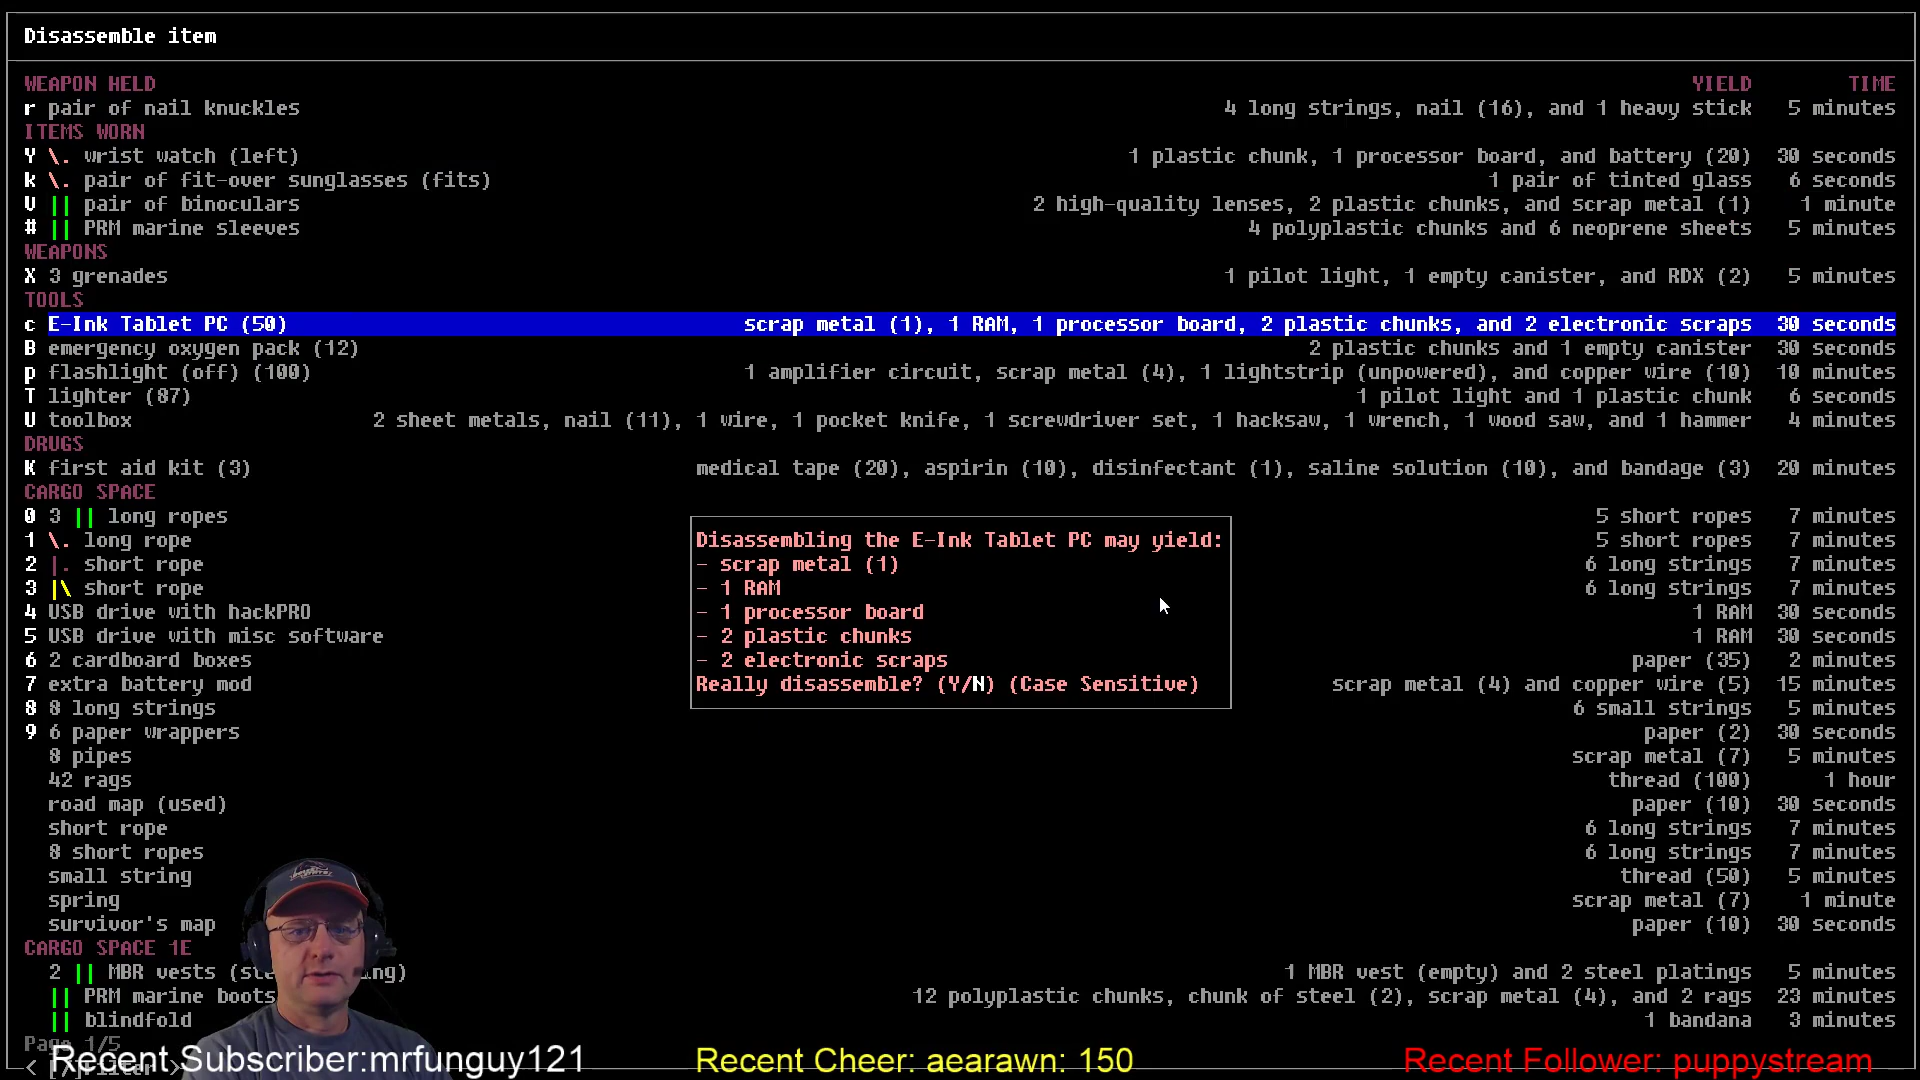 Disassemble item
WEAPON HELD YIELD TIME
r pair of nail knuckles 4 long strings, nail (16), and 1 heavy stick 5 minutes
ITEMS WORN
Y \. wrist watch (left) 1 plastic chunk, 1 processor board, and battery (20) 30 seconds
k \. pair of fit-over sunglasses (fits) 1 pair of tinted glass 6 seconds
V || pair of binoculars 2 high-quality lenses, 2 plastic chunks, and scrap metal (1) 1 minute
# || PRM marine sleeves 4 polyplastic chunks and 6 neoprene sheets 5 minutes
WEAPONS
X 3 grenades 1 pilot light, 1 empty canister, and RDX (2) 5 minutes
TOOLS
c E-Ink Tablet PC (50) scrap metal (1), 1 RAM, 1 processor board, 2 plastic chunks, and 2 electronic scraps 30 seconds
B emergency oxygen pack (12) 2 plastic chunks and 1 empty canister 30 seconds
p flashlight (off) (100) 1 amplifier circuit, scrap metal (4), 1 lightstrip (unpowered), and copper wire (10) 10 minutes
T lighter (87) 1 pilot light and 1 plastic chunk 6 seconds
U toolbox 2 sheet metals, nail (11), 1 wire, 1 pocket knife, 1 screwdriver set, 1 hacksaw, 1 wrench, 1 wood saw, and 1 hammer 4 minutes
DRUGS
K first aid kit (3) medical tape (20), aspirin (10), disinfectant (1), saline solution (10), and bandage (3) 20 minutes
CARGO SPACE
0 3 || long ropes 5 short ropes 7 minutes
1 \. long rope 5 short ropes 7 minutes
2 |. short rope 6 long strings 7 minutes
3 |\ short rope 6 long strings 7 minutes
4 USB drive with hackPRO 1 RAM 30 seconds
5 USB drive with misc software 1 RAM 30 seconds
6 2 cardboard boxes paper (35) 2 minutes
7 extra battery mod scrap metal (4) and copper wire (5) 15 minutes
8 8 long strings 6 small strings 5 minutes
9 6 paper wrappers paper (2) 30 seconds
8 pipes scrap metal (7) 5 minutes
42 rags thread (100) 1 hour
road map (used) paper (10) 30 seconds
short rope 6 long strings 7 minutes
8 short ropes 6 long strings 7 minutes
small string thread (50) 5 minutes
spring scrap metal (7) 1 minute
survivor's map paper (10) 30 seconds
CARGO SPACE 1E
2 || MBR vests 1 MBR vest (empty) and 2 steel platings 5 minutes
|| PRM marine boots 12 polyplastic chunks, chunk of steel (2), scrap metal (4), and 2 rags 23 minutes
|| blindfold 1 bandana 3 minutes
Page 1/5
Disassembling the E-Ink Tablet PC may yield:
- scrap metal (1)
- 1 RAM
- 1 processor board
- 2 plastic chunks
- 2 electronic scraps
Really disassemble? (Y/N) (Case Sensitive)
Recent Subscriber:mrfunguy121
Recent Cheer: aearawn: 150
Recent Follower: puppystream